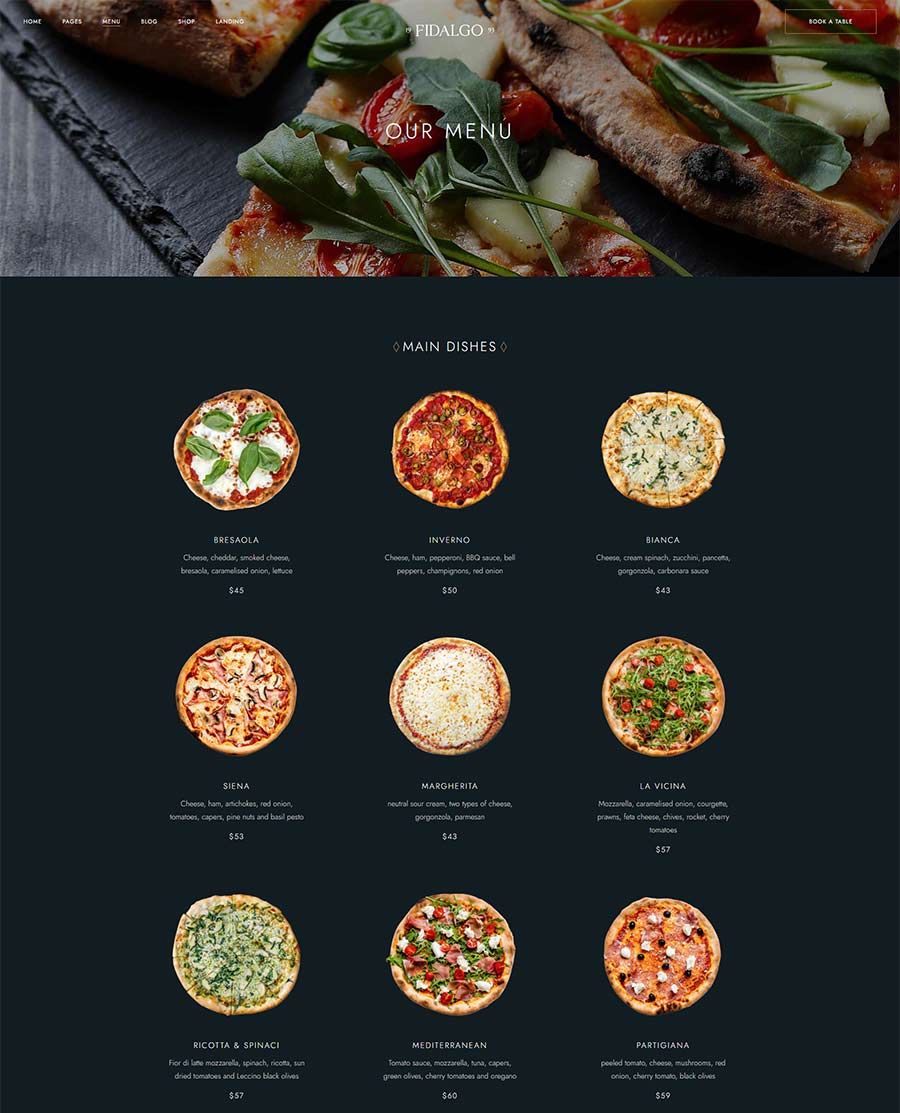 HOME PAGES MENU BLOG SHOP LANDING
19 FIDALGO 93
BOOK A TABLE
OUR MENU
MAIN DISHES
BRESAOLA
Cheese, cheddar, smoked cheese,
bresaola, caramelised onion, lettuce
$45
INVERNO
Cheese, ham, pepperoni, BBQ sauce, bell
peppers, champignons, red onion
$50
BIANCA
Cheese, cream spinach, zucchini, pancetta,
gorgonzola, carbonara sauce
$43
SIENA
Cheese, ham, artichokes, red onion,
tomatoes, capers, pine nuts and basil pesto
$53
MARGHERITA
neutral sour cream, two types of cheese,
gorgonzola, parmesan
$43
LA VICINA
Mozzarella, caramelised onion, courgette,
prawns, feta cheese, chives, rocket, cherry
tomatoes
$57
RICOTTA & SPINACI
Fior di latte mozzarella, spinach, ricotta, sun
dried tomatoes and Leccino black olives
$57
MEDITERRANEAN
Tomato sauce, mozzarella, tuna, capers,
green olives, cherry tomatoes and oregano
$60
PARTIGIANA
peeled tomato, cheese, mushrooms, red
onion, cherry tomato, black olives
$59